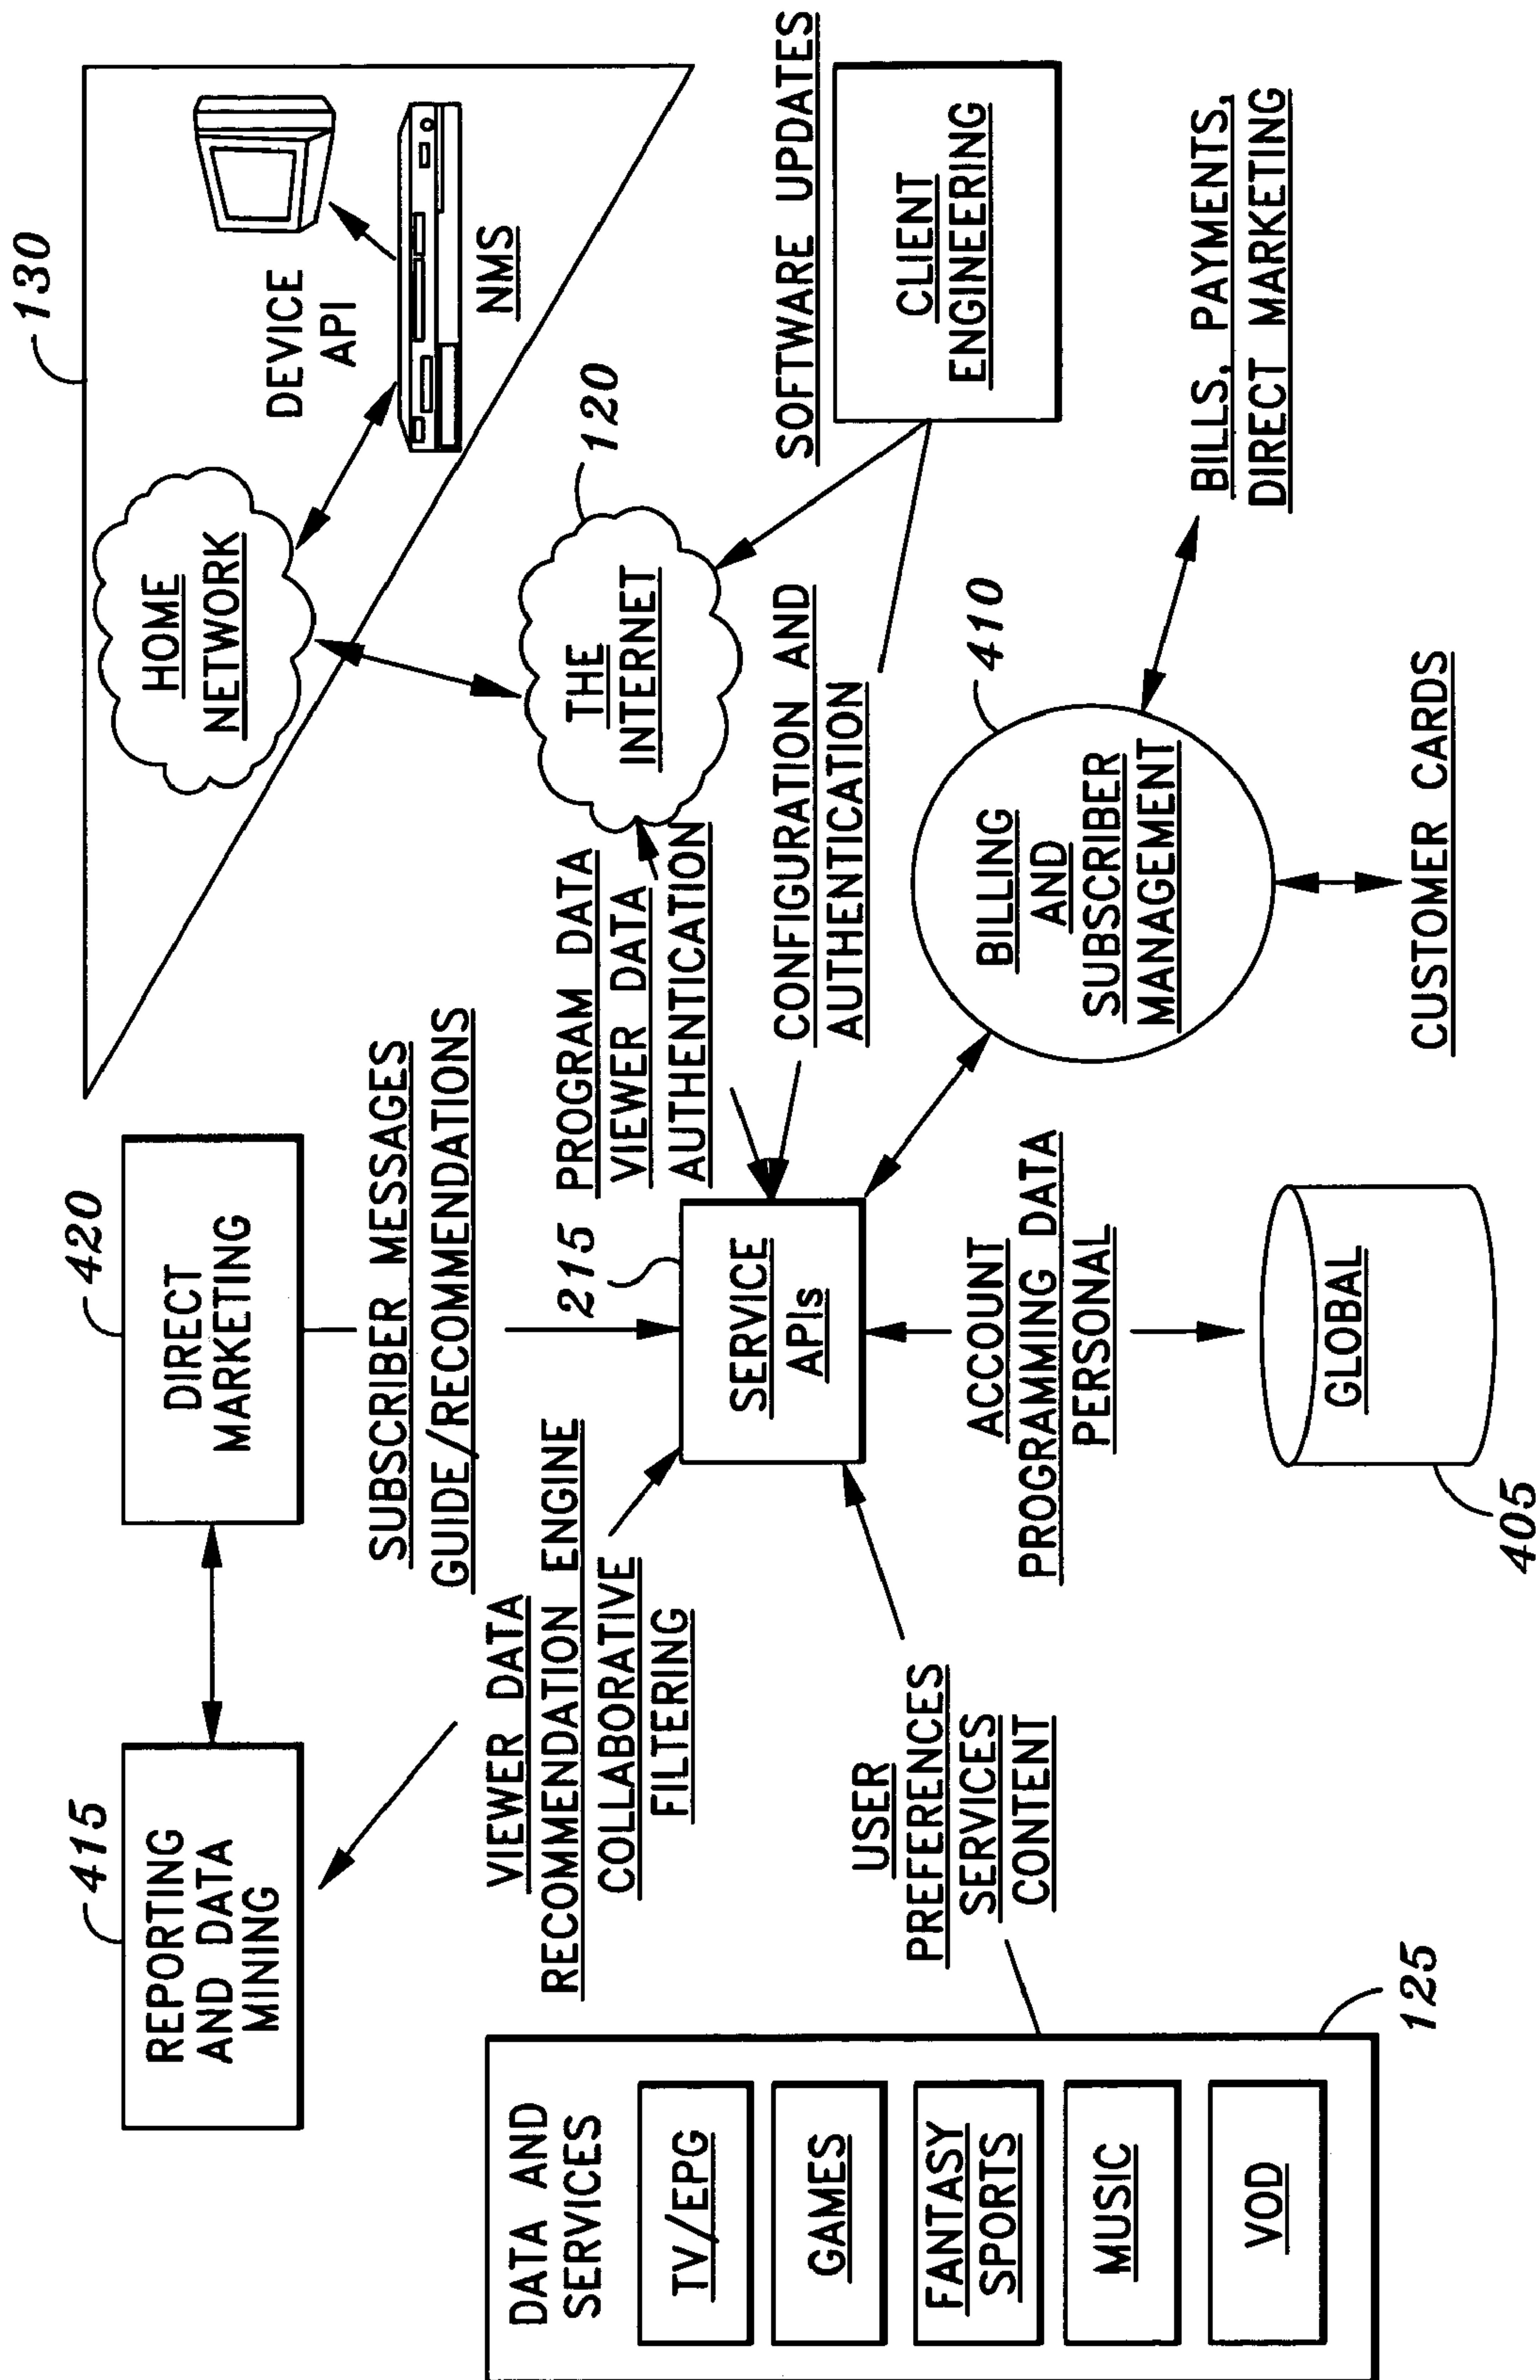 415
REPORTING
AND DATA
MINING
420
DIRECT
MARKETING
130
HOME
NETWORK
DEVICE
API
NMS
SUBSCRIBER MESSAGES
GUIDE/RECOMMENDATIONS
VIEWER DATA
RECOMMENDATION ENGINE
COLLABORATIVE
FILTERING
PROGRAM DATA
VIEWER DATA
AUTHENTICATION
THE
INTERNET
120
215
SERVICE
APIs
CONFIGURATION AND
AUTHENTICATION
SOFTWARE UPDATES
CLIENT
ENGINEERING
DATA AND
SERVICES
TV/EPG
GAMES
FANTASY
SPORTS
MUSIC
VOD
125
USER
PREFERENCES
SERVICES
CONTENT
ACCOUNT
PROGRAMMING DATA
PERSONAL
GLOBAL
405
BILLING
AND
SUBSCRIBER
MANAGEMENT
410
BILLS, PAYMENTS,
DIRECT MARKETING
CUSTOMER CARDS